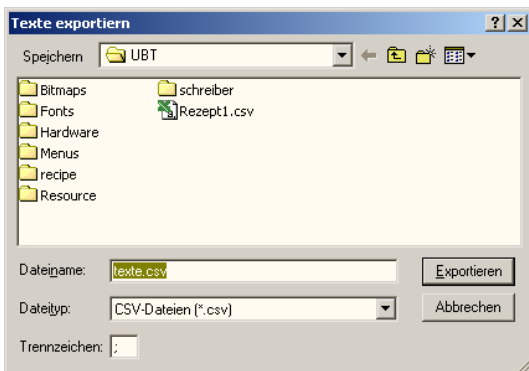 Texte exportieren
Speichern UBT
Bitmaps schreiber
Fonts Rezept1.csv
Hardware
Menus
recipe
Resource
Dateiname: texte.csv Exportieren
Dateityp: CSV-Dateien (*.csv) Abbrechen
Trennzeichen: ;